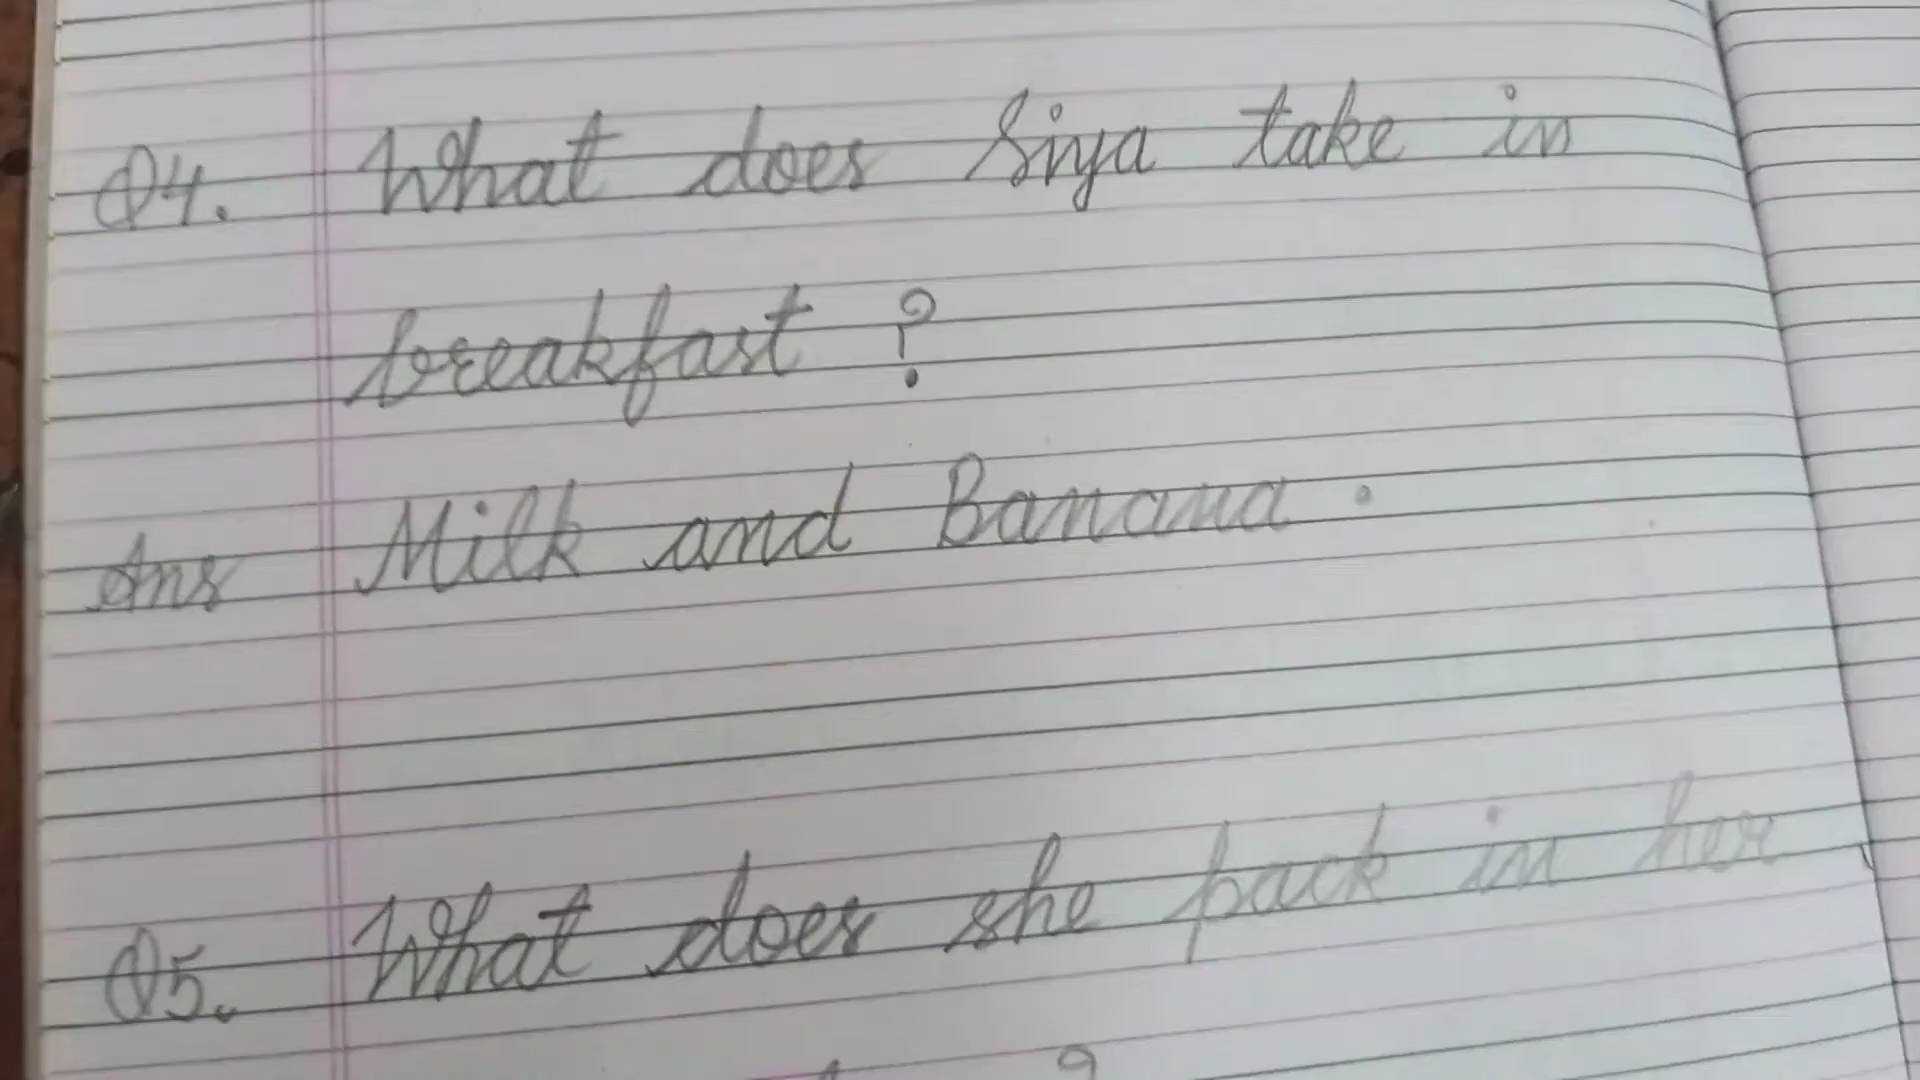 Q4. What does Siya take in
breakfast ?
Ans Milk and Banana .
Q5. What does she pack in her
?